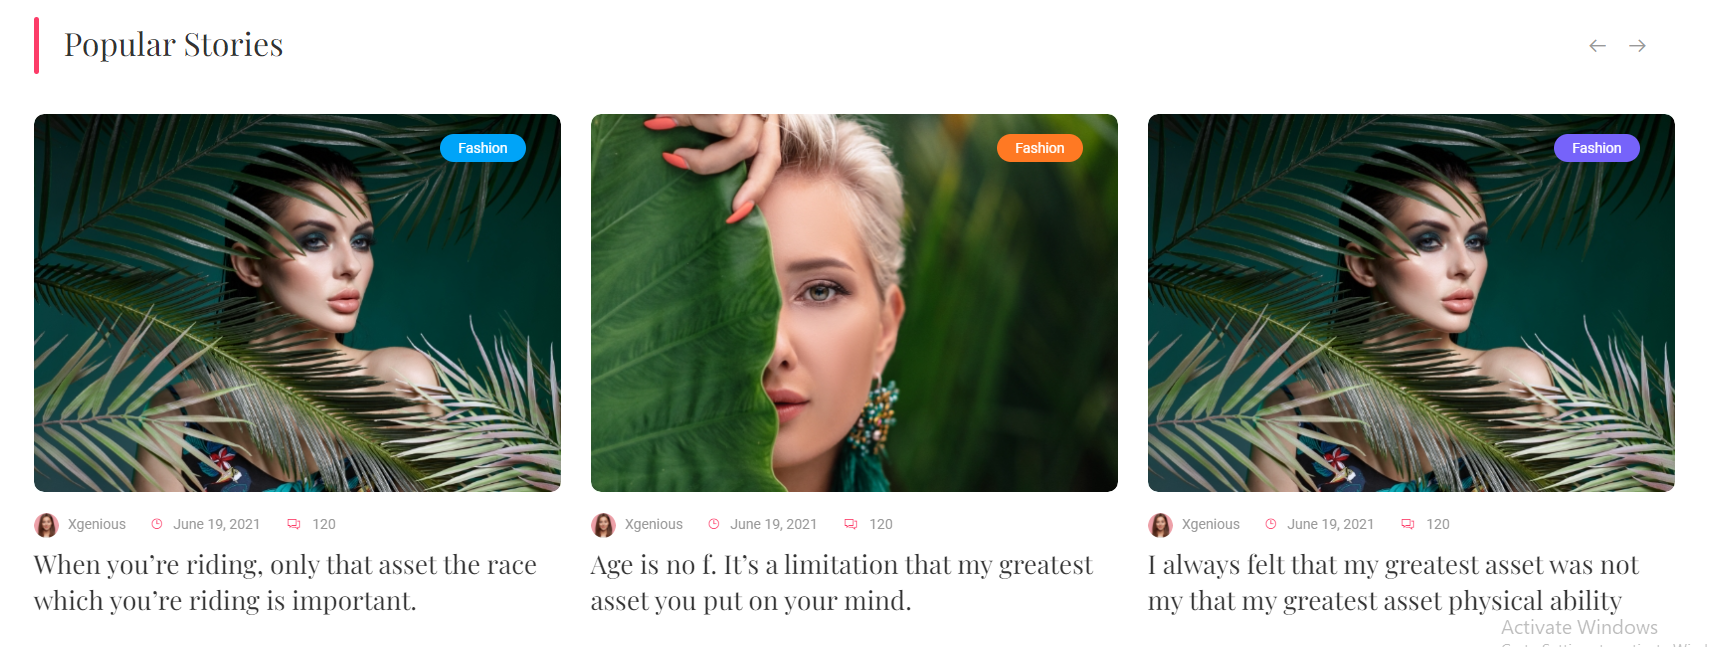 Popular Stories
Fashion
Fashion
Fashion
Xgenious June 19, 2021 120
When you’re riding, only that asset the race
which you’re riding is important.
Xgenious June 19, 2021 120
Age is no f. It’s a limitation that my greatest
asset you put on your mind.
Xgenious June 19, 2021 120
I always felt that my greatest asset was not
my that my greatest asset physical ability
Activate Windows